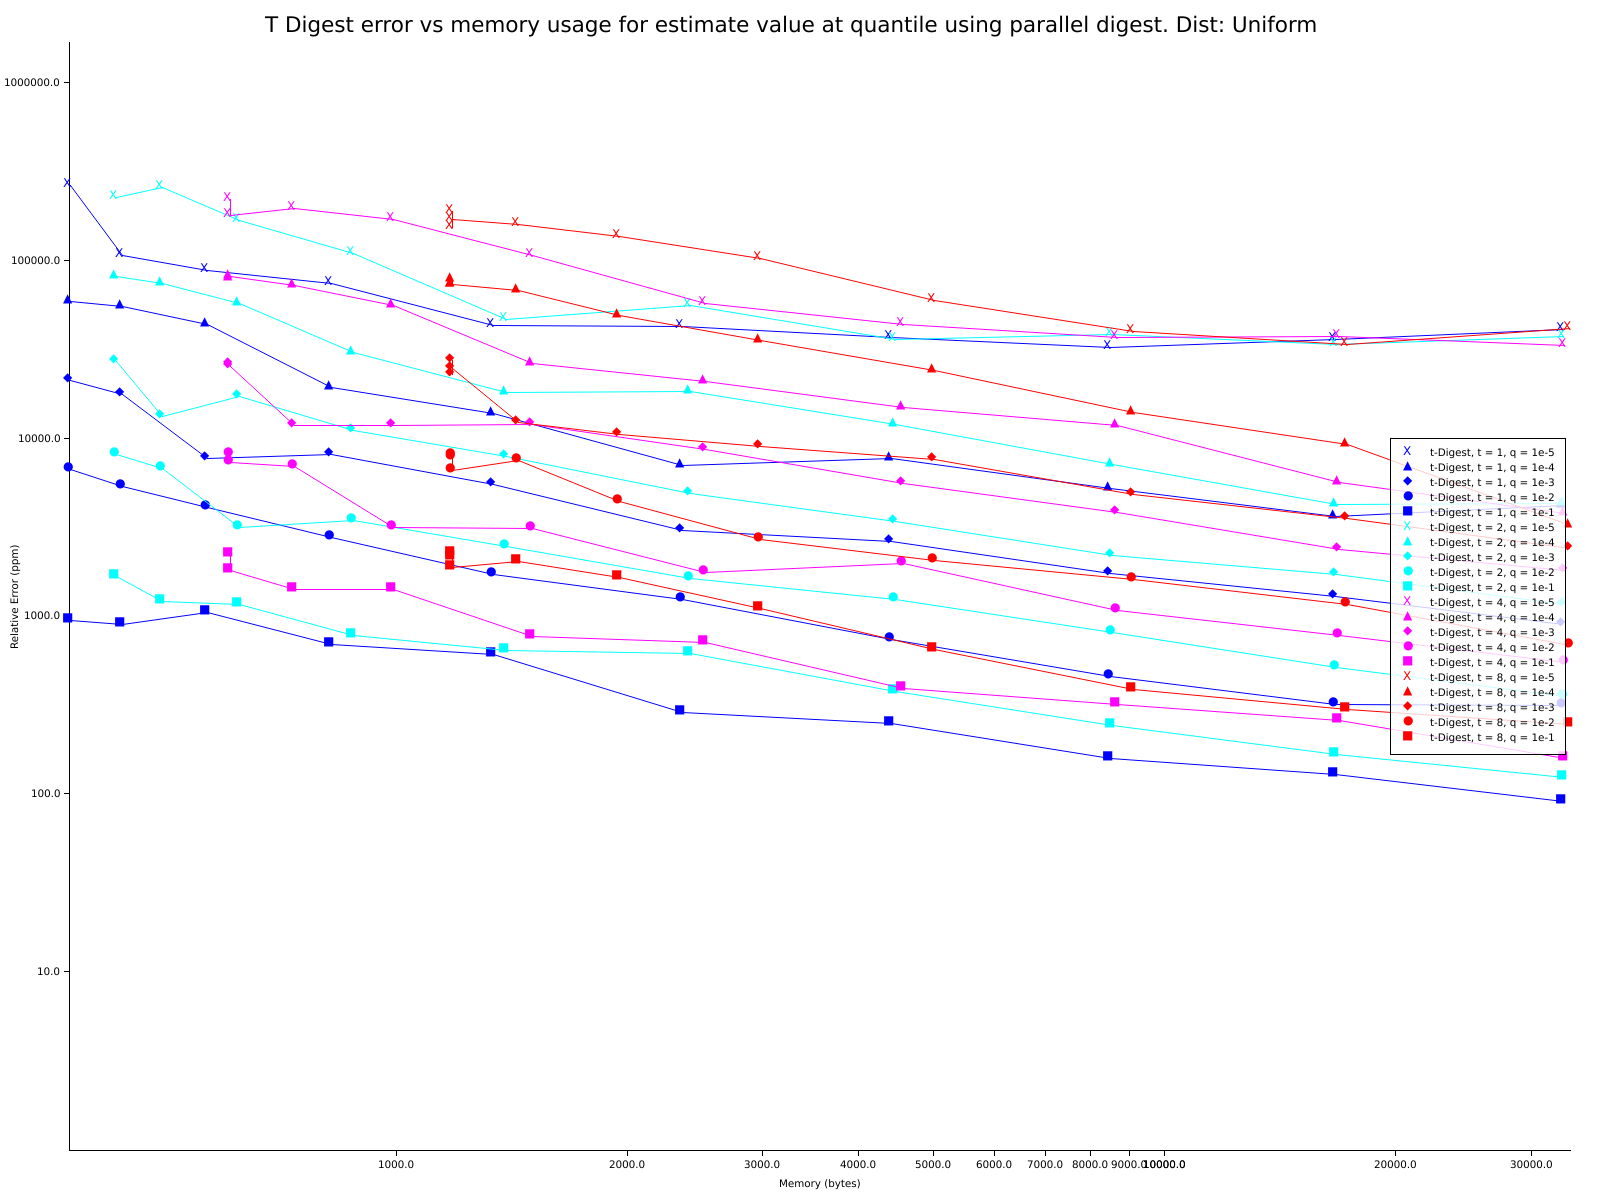 T Digest error vs memory usage for estimate value at quantile using parallel digest. Dist: Uniform
Relative Error (ppm)
1000000.0
100000.0
10000.0
1000.0
100.0
10.0
t-Digest, t = 1, q = 1e-5
t-Digest, t = 1, q = 1e-4
t-Digest, t = 1, q = 1e-3
t-Digest, t = 1, q = 1e-2
t-Digest, t = 1, q = 1e-1
t-Digest, t = 2, q = 1e-5
t-Digest, t = 2, q = 1e-4
t-Digest, t = 2, q = 1e-3
t-Digest, t = 2, q = 1e-2
t-Digest, t = 2, q = 1e-1
t-Digest, t = 4, q = 1e-5
t-Digest, t = 4, q = 1e-4
t-Digest, t = 4, q = 1e-3
t-Digest, t = 4, q = 1e-2
t-Digest, t = 4, q = 1e-1
t-Digest, t = 8, q = 1e-5
t-Digest, t = 8, q = 1e-4
t-Digest, t = 8, q = 1e-3
t-Digest, t = 8, q = 1e-2
t-Digest, t = 8, q = 1e-1
1000.0 2000.0 3000.0 4000.0 5000.0 6000.0 7000.0 8000.0 9000.0 10000.0 20000.0 30000.0
Memory (bytes)